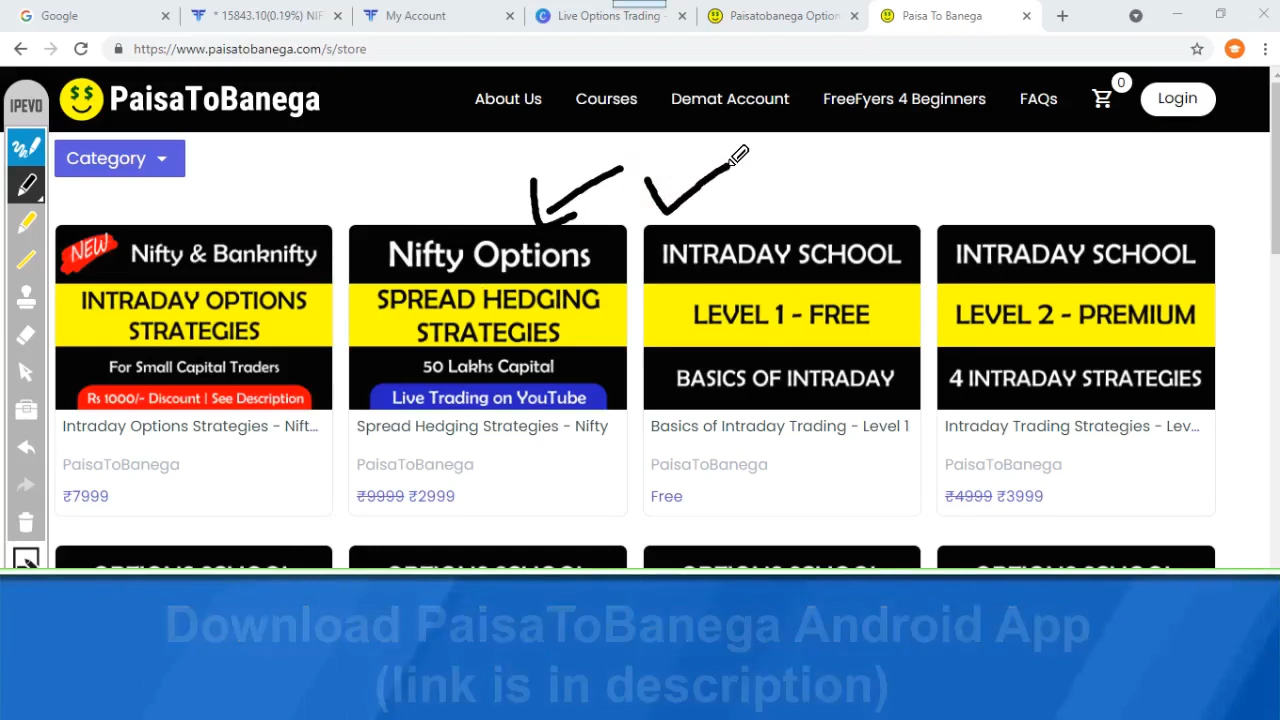 Google
* 15843.10(0.19%) NIF
My Account
Live Options Trading -
Paisatobanega Option
Paisa To Banega
https://www.paisatobanega.com/s/store
IPEVO
PaisaToBanega
About Us
Courses
Demat Account
FreeFyers 4 Beginners
FAQs
0
Login
Category
NEW
Nifty & Banknifty
INTRADAY OPTIONS
STRATEGIES
For Small Capital Traders
Rs 1000/- Discount | See Description
Intraday Options Strategies - Nift...
PaisaToBanega
₹7999
Nifty Options
SPREAD HEDGING
STRATEGIES
50 Lakhs Capital
Live Trading on YouTube
Spread Hedging Strategies - Nifty
PaisaToBanega
₹9999 ₹2999
INTRADAY SCHOOL
LEVEL 1 - FREE
BASICS OF INTRADAY
Basics of Intraday Trading - Level 1
PaisaToBanega
Free
INTRADAY SCHOOL
LEVEL 2 - PREMIUM
4 INTRADAY STRATEGIES
Intraday Trading Strategies - Lev...
PaisaToBanega
₹4999 ₹3999
Download PaisaToBanega Android App
(link is in description)